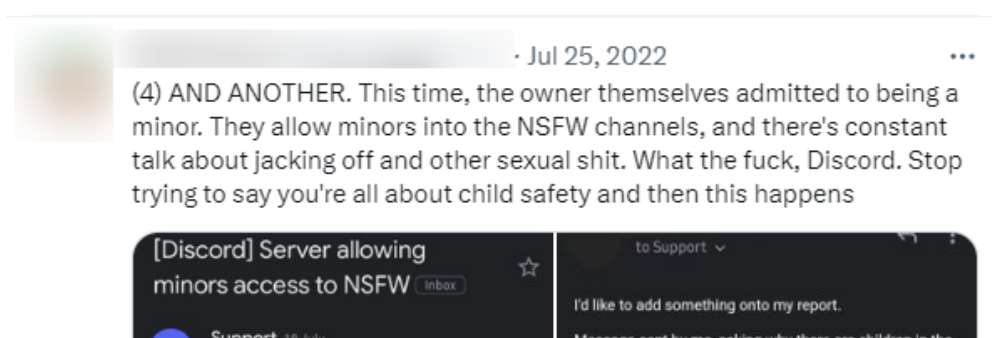 · Jul 25, 2022
(4) AND ANOTHER. This time, the owner themselves admitted to being a
minor. They allow minors into the NSFW channels, and there's constant
talk about jacking off and other sexual shit. What the fuck, Discord. Stop
trying to say you're all about child safety and then this happens
[Discord] Server allowing
minors access to NSFW Inbox
Support
to Support
I'd like to add something onto my report.